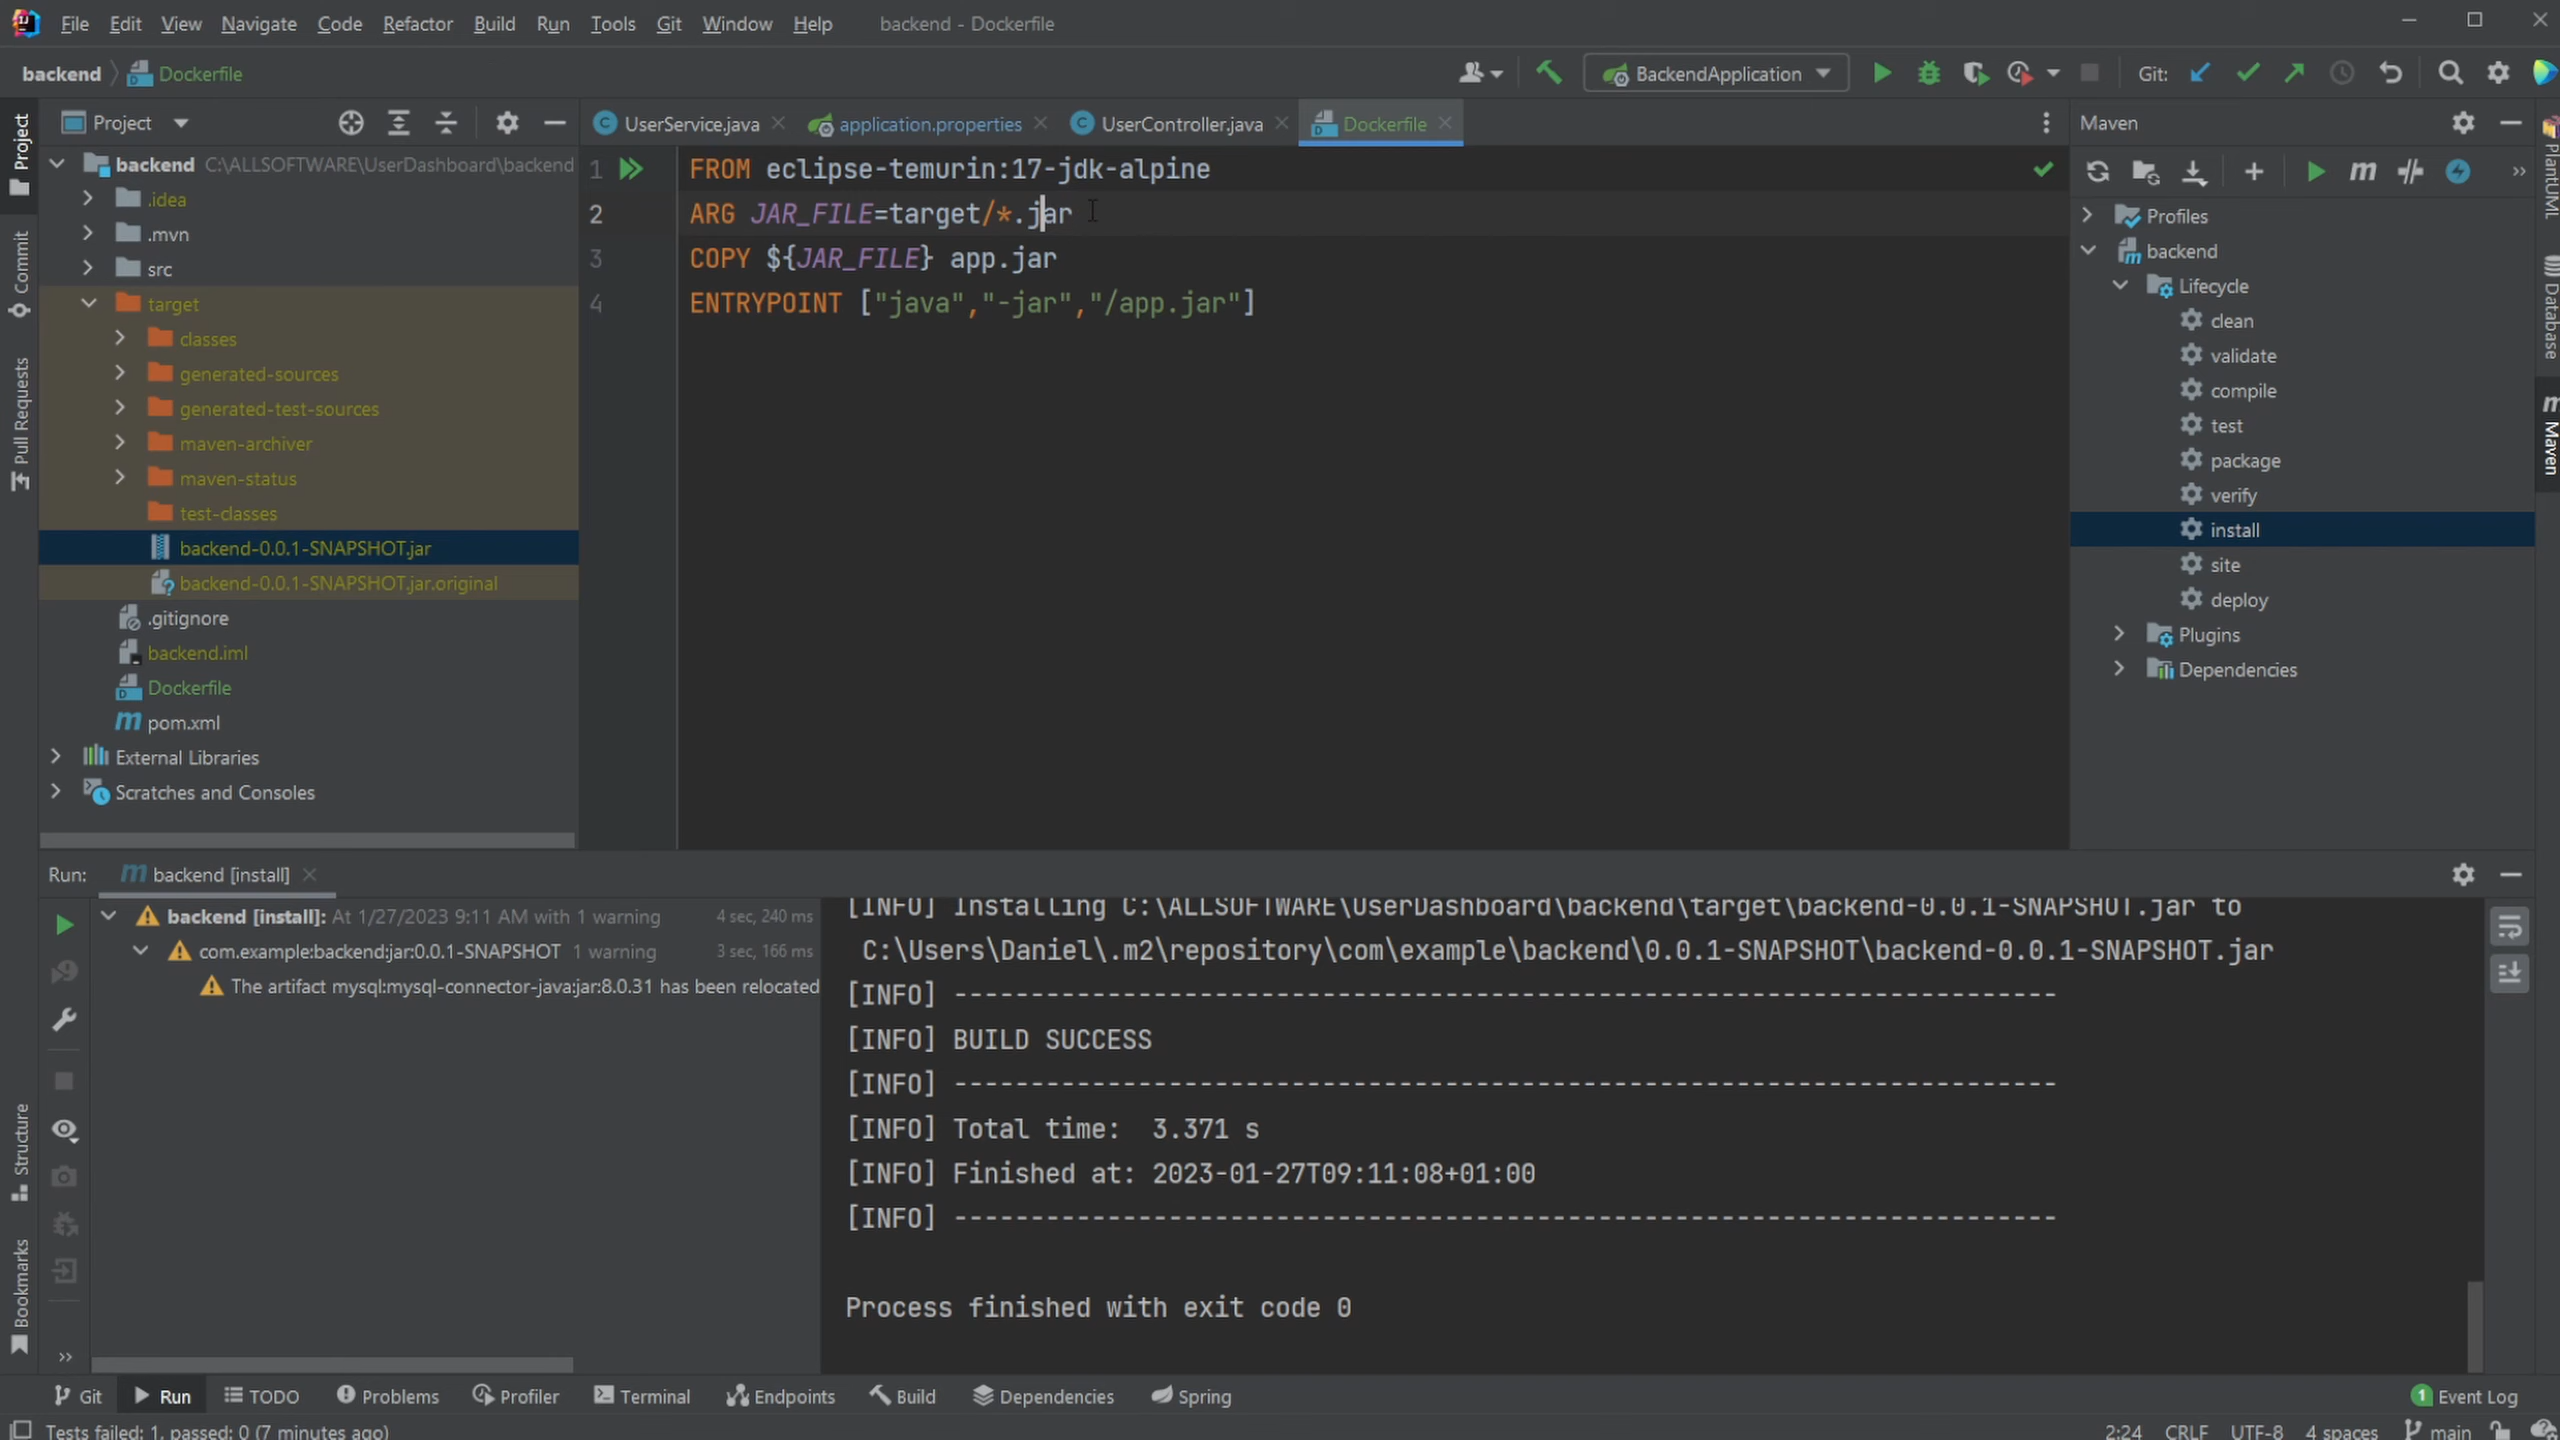 File Edit View Navigate Code Refactor Build Run Tools Git Window Help backend - Dockerfile
backend Dockerfile BackendApplication Git:
Project UserService.java application.properties UserController.java Dockerfile Maven
backend C:\ALLSOFTWARE\UserDashboard\backend
.idea
.mvn
src
target
classes
generated-sources
generated-test-sources
maven-archiver
maven-status
test-classes
backend-0.0.1-SNAPSHOT.jar
backend-0.0.1-SNAPSHOT.jar.original
.gitignore
backend.iml
Dockerfile
pom.xml
External Libraries
Scratches and Consoles
1 FROM eclipse-temurin:17-jdk-alpine
2 ARG JAR_FILE=target/*.jar
3 COPY ${JAR_FILE} app.jar
4 ENTRYPOINT ["java","-jar","/app.jar"]
Profiles
backend
Lifecycle
clean
validate
compile
test
package
verify
install
site
deploy
Plugins
Dependencies
Project
Commit
Pull Requests
Structure
Bookmarks
PlantUML
Database
Maven
Run: backend [install]
backend [install]: At 1/27/2023 9:11 AM with 1 warning 4 sec, 240 ms
com.example:backend:jar:0.0.1-SNAPSHOT 1 warning 3 sec, 166 ms
The artifact mysql:mysql-connector-java:jar:8.0.31 has been relocated
[INFO] Installing C:\ALLSOFTWARE\UserDashboard\backend\target\backend-0.0.1-SNAPSHOT.jar to
C:\Users\Daniel\.m2\repository\com\example\backend\0.0.1-SNAPSHOT\backend-0.0.1-SNAPSHOT.jar
[INFO] ------------------------------------------------------------------------
[INFO] BUILD SUCCESS
[INFO] ------------------------------------------------------------------------
[INFO] Total time:  3.371 s
[INFO] Finished at: 2023-01-27T09:11:08+01:00
[INFO] ------------------------------------------------------------------------
Process finished with exit code 0
Git Run TODO Problems Profiler Terminal Endpoints Build Dependencies Spring 1 Event Log
Tests failed: 1, passed: 0 (7 minutes ago) 2:24 CRLF UTF-8 4 spaces main